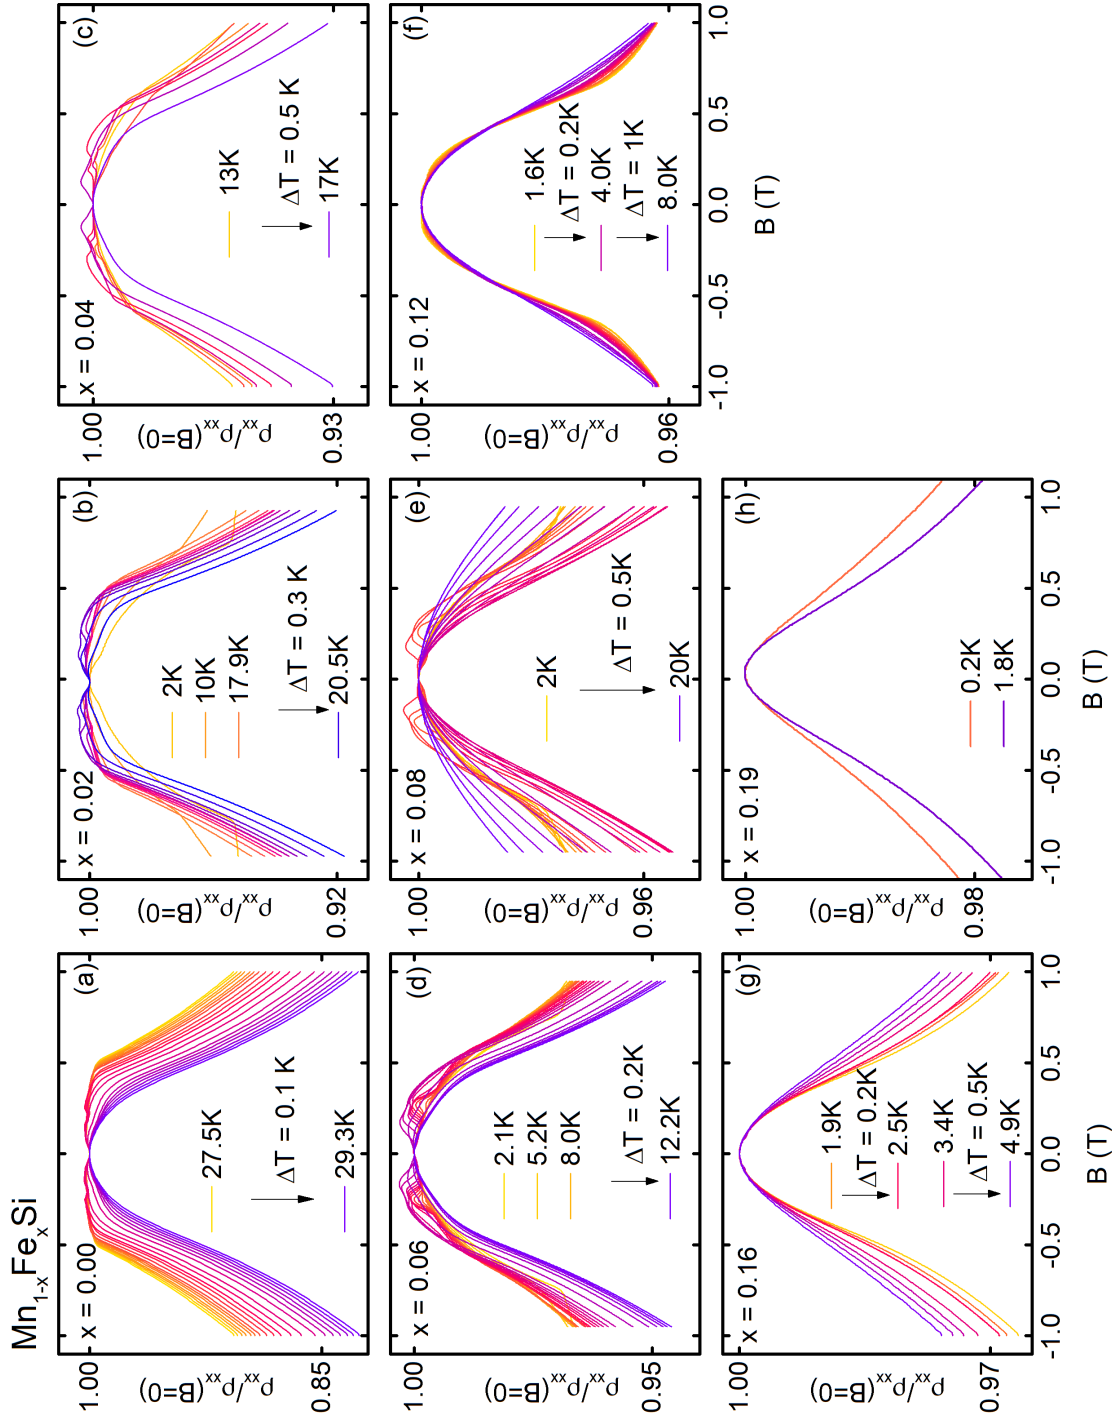 Mn1-xFexSi
x = 0.00
(a)
27.5K
ΔT = 0.1 K
29.3K
1.00
0.85
ρxx/ρxx(B=0)
x = 0.02
(b)
2K
10K
17.9K
ΔT = 0.3 K
20.5K
1.00
0.92
ρxx/ρxx(B=0)
x = 0.04
(c)
13K
ΔT = 0.5 K
17K
1.00
0.93
ρxx/ρxx(B=0)
x = 0.06
(d)
2.1K
5.2K
8.0K
ΔT = 0.2K
12.2K
1.00
0.95
ρxx/ρxx(B=0)
x = 0.08
(e)
2K
ΔT = 0.5K
20K
1.00
0.96
ρxx/ρxx(B=0)
x = 0.12
(f)
1.6K
ΔT = 0.2K
4.0K
ΔT = 1K
8.0K
1.00
0.96
ρxx/ρxx(B=0)
-1.0 -0.5 0.0 0.5 1.0
B (T)
x = 0.16
(g)
1.9K
ΔT = 0.2K
2.5K
3.4K
ΔT = 0.5K
4.9K
1.00
0.97
ρxx/ρxx(B=0)
-1.0 -0.5 0.0 0.5 1.0
B (T)
x = 0.19
(h)
0.2K
1.8K
1.00
0.98
ρxx/ρxx(B=0)
-1.0 -0.5 0.0 0.5 1.0
B (T)